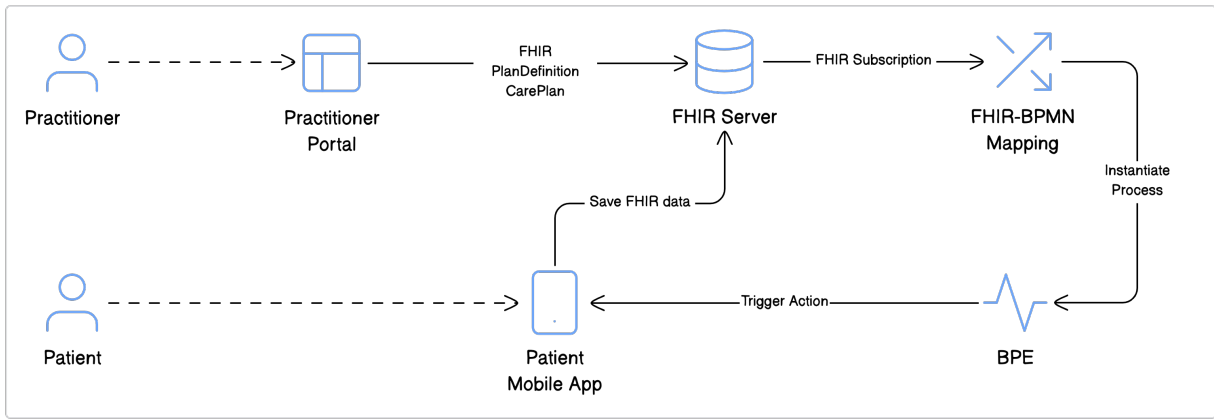 Practitioner
Practitioner
Portal
FHIR
PlanDefinition
CarePlan
FHIR Server
FHIR Subscription
FHIR-BPMN
Mapping
Instantiate
Process
Save FHIR data
Patient
Patient
Mobile App
Trigger Action
BPE